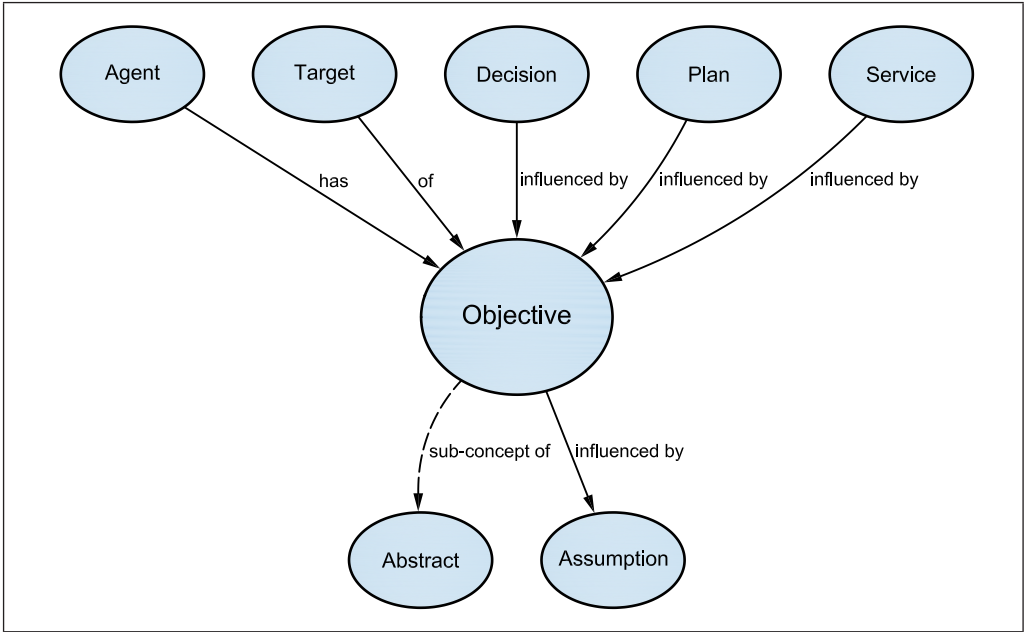 Agent
Target
Decision
Plan
Service
has
of
influenced by
influenced by
influenced by
Objective
sub-concept of
influenced by
Abstract
Assumption